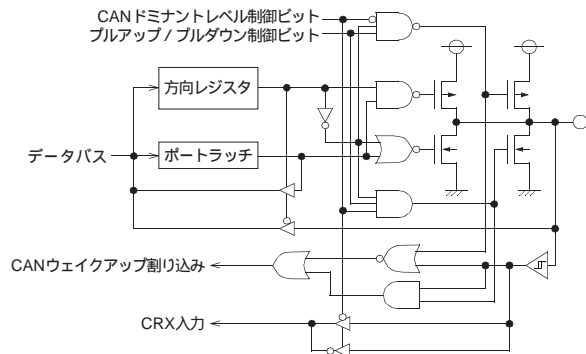 CANドミナントレベル制御ビット
プルアップ / プルダウン制御ビット
方向レジスタ
データバス
ポートラッチ
CANウェイクアップ割り込み
CRX入力